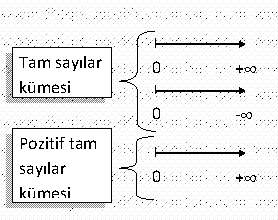 Tam sayılar
kümesi
0 +∞
0 -∞
Pozitif tam
sayılar
kümesi
0 +∞